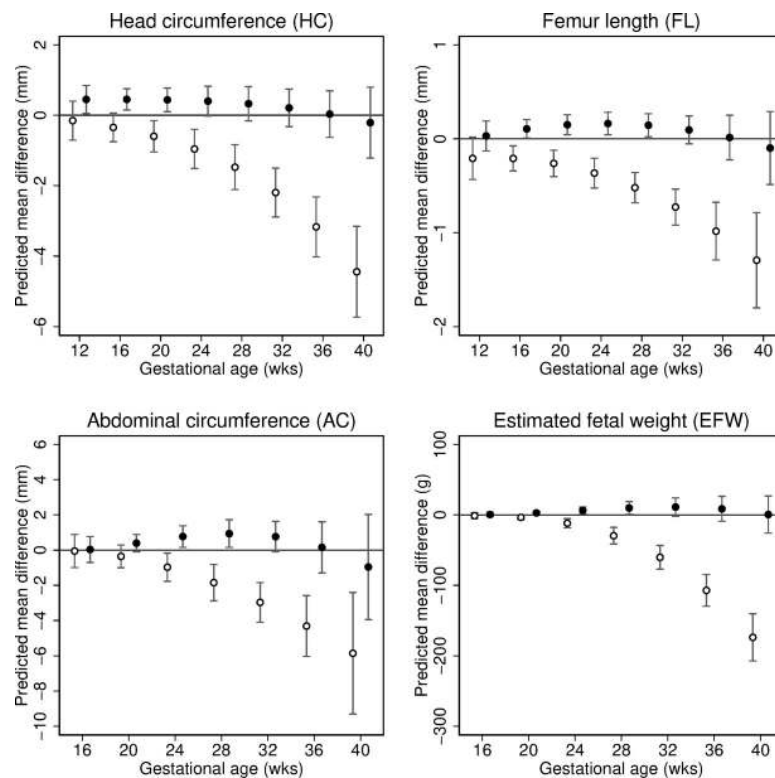 Head circumference (HC)
Predicted mean difference (mm)
2
0
−2
−4
−6
12 16 20 24 28 32 36 40
Gestational age (wks)
Femur length (FL)
Predicted mean difference (mm)
1
0
−1
−2
12 16 20 24 28 32 36 40
Gestational age (wks)
Abdominal circumference (AC)
Predicted mean difference (mm)
6
4
2
0
−2
−4
−6
−8
−10
16 20 24 28 32 36 40
Gestational age (wks)
Estimated fetal weight (EFW)
Predicted mean difference (g)
100
0
−100
−200
−300
16 20 24 28 32 36 40
Gestational age (wks)